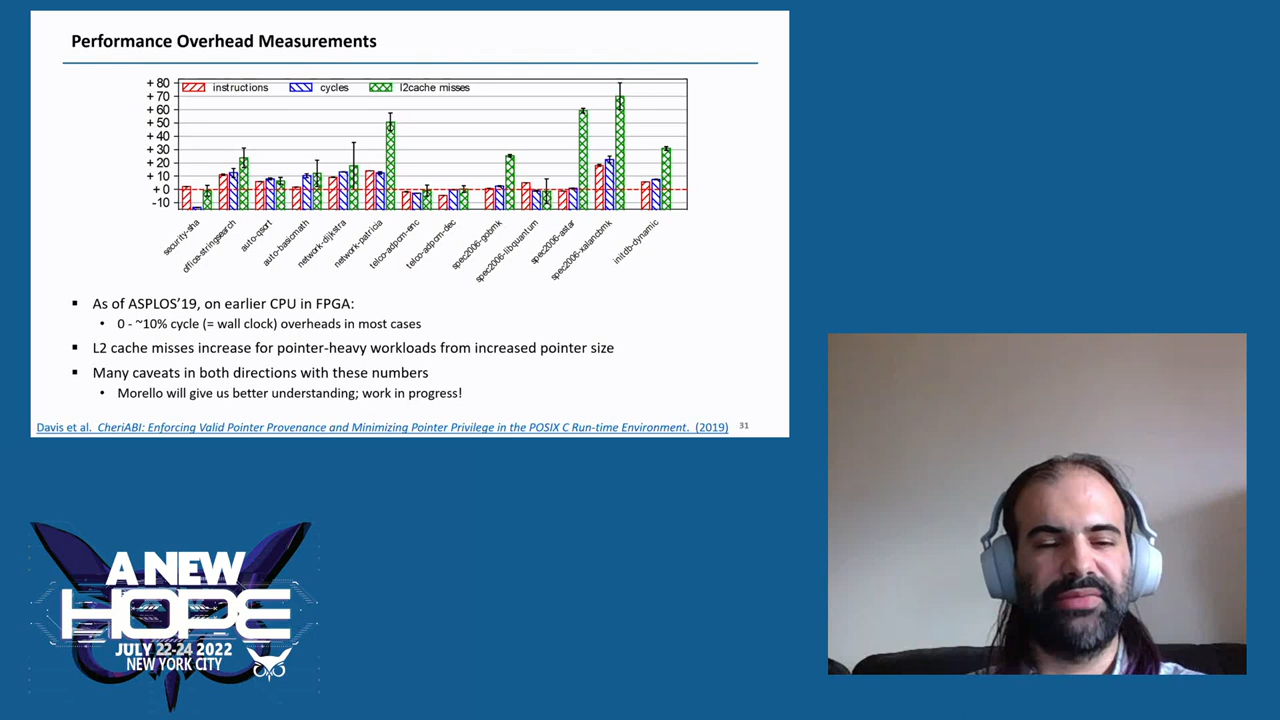 Performance Overhead Measurements
instructions cycles l2cache misses
+ 80
+ 70
+ 60
+ 50
+ 40
+ 30
+ 20
+ 10
+ 0
-10
security-sha
office-stringsearch
auto-qsort
auto-basicmath
network-dijkstra
network-patricia
telco-adpcm-enc
telco-adpcm-dec
spec2006-gobmk
spec2006-libquantum
spec2006-astar
spec2006-xalancbmk
initdb-dynamic
▪ As of ASPLOS'19, on earlier CPU in FPGA:
• 0 - ~10% cycle (= wall clock) overheads in most cases
▪ L2 cache misses increase for pointer-heavy workloads from increased pointer size
▪ Many caveats in both directions with these numbers
• Morello will give us better understanding; work in progress!
Davis et al. CheriABI: Enforcing Valid Pointer Provenance and Minimizing Pointer Privilege in the POSIX C Run-time Environment. (2019) 31
A NEW
HOPE
JULY 22-24 2022
NEW YORK CITY